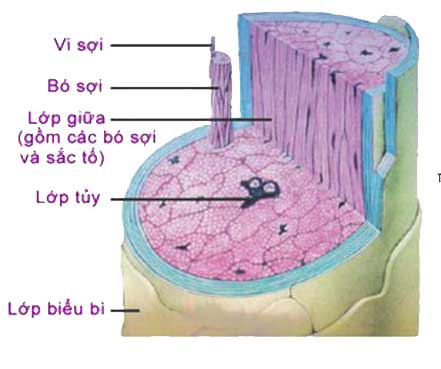 Vi sợi
Bó sợi
Lớp giữa
(gồm các bó sợi
và sắc tố)
Lớp tủy
Lớp biểu bì